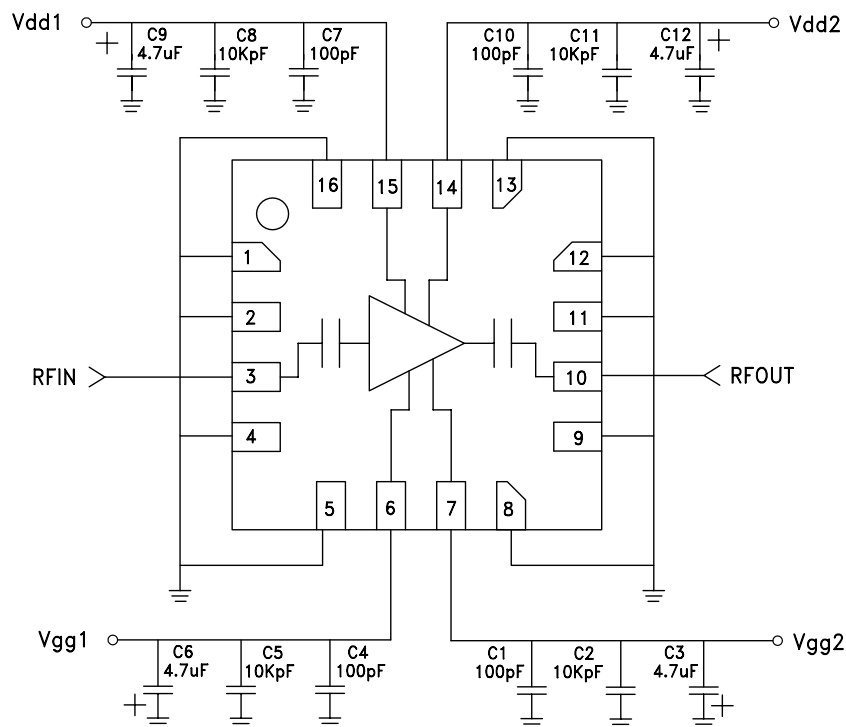 Vdd1
+
C9
4.7uF
C8
10KpF
C7
100pF
C10
100pF
C11
10KpF
C12
4.7uF
+
Vdd2
16
15
14
13
1
12
2
11
RFIN
3
10
RFOUT
4
9
5
6
7
8
Vgg1
C6
4.7uF
+
C5
10KpF
C4
100pF
C1
100pF
C2
10KpF
C3
4.7uF
+
Vgg2